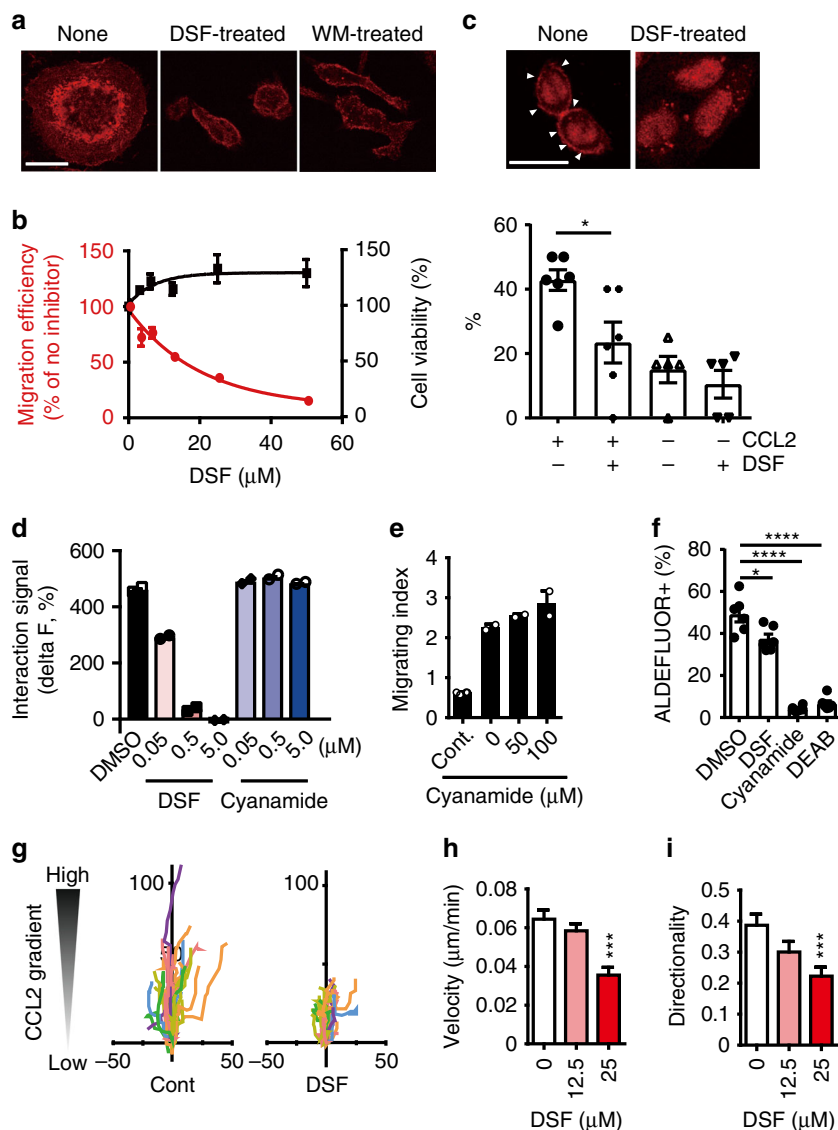 a
None
DSF-treated
WM-treated
c
None
DSF-treated
b
Migration efficiency
(% of no inhibitor)
150
100
50
0
150
100
50
0
Cell viability (%)
0
20
40
60
DSF (µM)
60
40
20
0
%
*
+
+
–
–
CCL2
–
+
–
+
DSF
d
Interaction signal
(delta F, %)
600
400
200
0
DMSO
0.05
0.5
5.0
0.05
0.5
5.0
(µM)
DSF
Cyanamide
e
Migrating index
4
3
2
1
0
Cont.
0
50
100
Cyanamide (µM)
f
ALDEFLUOR+ (%)
80
60
40
20
0
****
****
*
DMSO
DSF
Cyanamide
DEAB
g
High
CCL2 gradient
Low
100
–50
50
Cont
100
–50
50
DSF
h
Velocity (µm/min)
0.08
0.06
0.04
0.02
0
***
0
12.5
25
DSF (µM)
i
Directionality
0.5
0.4
0.3
0.2
0.1
0
***
0
12.5
25
DSF (µM)